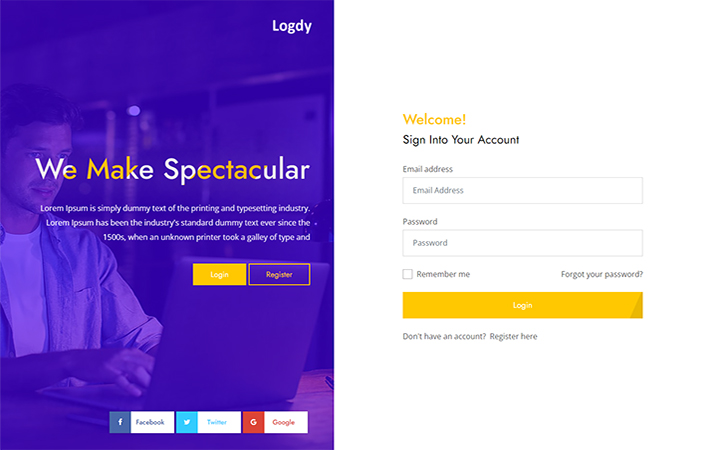 Logdy
We Make Spectacular
Lorem Ipsum is simply dummy text of the printing and typesetting industry.
Lorem Ipsum has been the industry's standard dummy text ever since the
1500s, when an unknown printer took a galley of type and
Login
Register
Facebook
Twitter
Google
Welcome!
Sign Into Your Account
Email address
Email Address
Password
Password
Remember me
Forgot your password?
Login
Don't have an account? Register here